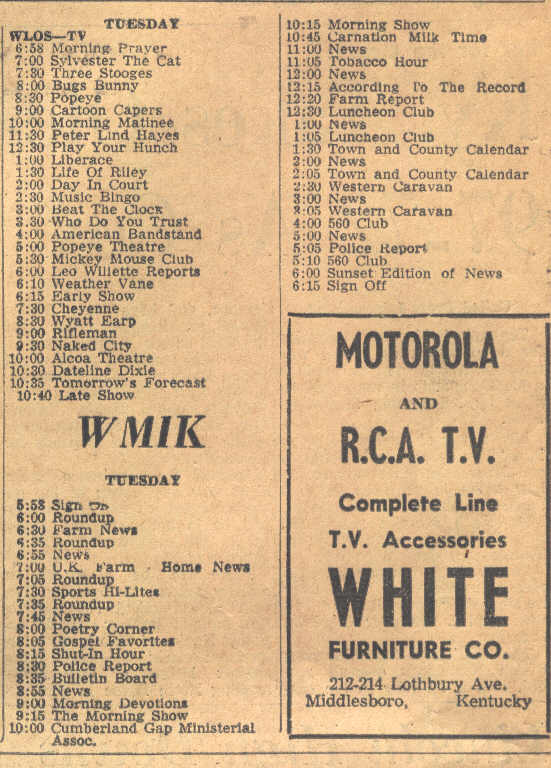 TUESDAY
WLOS—TV
6:58 Morning Prayer
7:00 Sylvester The Cat
7:30 Three Stooges
8:00 Bugs Bunny
8:30 Popeye
9:00 Cartoon Capers
10:00 Morning Matinee
11:30 Peter Lind Hayes
12:30 Play Your Hunch
1:00 Liberace
1:30 Life Of Riley
2:00 Day In Court
2:30 Music Bingo
3:00 Beat The Clock
3:30 Who Do You Trust
4:00 American Bandstand
5:00 Popeye Theatre
5:30 Mickey Mouse Club
6:00 Leo Willette Reports
6:10 Weather Vane
6:15 Early Show
7:30 Cheyenne
8:30 Wyatt Earp
9:00 Rifleman
9:30 Naked City
10:00 Alcoa Theatre
10:30 Dateline Dixie
10:35 Tomorrow's Forecast
10:40 Late Show
WMIK
TUESDAY
5:58 Sign On
6:00 Roundup
6:30 Farm News
6:35 Roundup
6:55 News
7:00 U.K. Farm - Home News
7:05 Roundup
7:30 Sports Hi-Lites
7:35 Roundup
7:45 News
8:00 Poetry Corner
8:05 Gospel Favorites
8:15 Shut-In Hour
8:30 Police Report
8:35 Bulletin Board
8:55 News
9:00 Morning Devotions
9:15 The Morning Show
10:00 Cumberland Gap Ministerial
Assoc.
10:15 Morning Show
10:45 Carnation Milk Time
11:00 News
11:05 Tobacco Hour
12:00 News
12:15 According To The Record
12:20 Farm Report
12:30 Luncheon Club
1:00 News
1:05 Luncheon Club
1:30 Town and County Calendar
2:00 News
2:05 Town and County Calendar
2:30 Western Caravan
3:00 News
3:05 Western Caravan
4:00 560 Club
5:00 News
5:05 Police Report
5:10 560 Club
6:00 Sunset Edition of News
6:15 Sign Off
MOTOROLA
AND
R.C.A. T.V.
Complete Line
T.V. Accessories
WHITE
FURNITURE CO.
212-214 Lothbury Ave.
Middlesboro, Kentucky